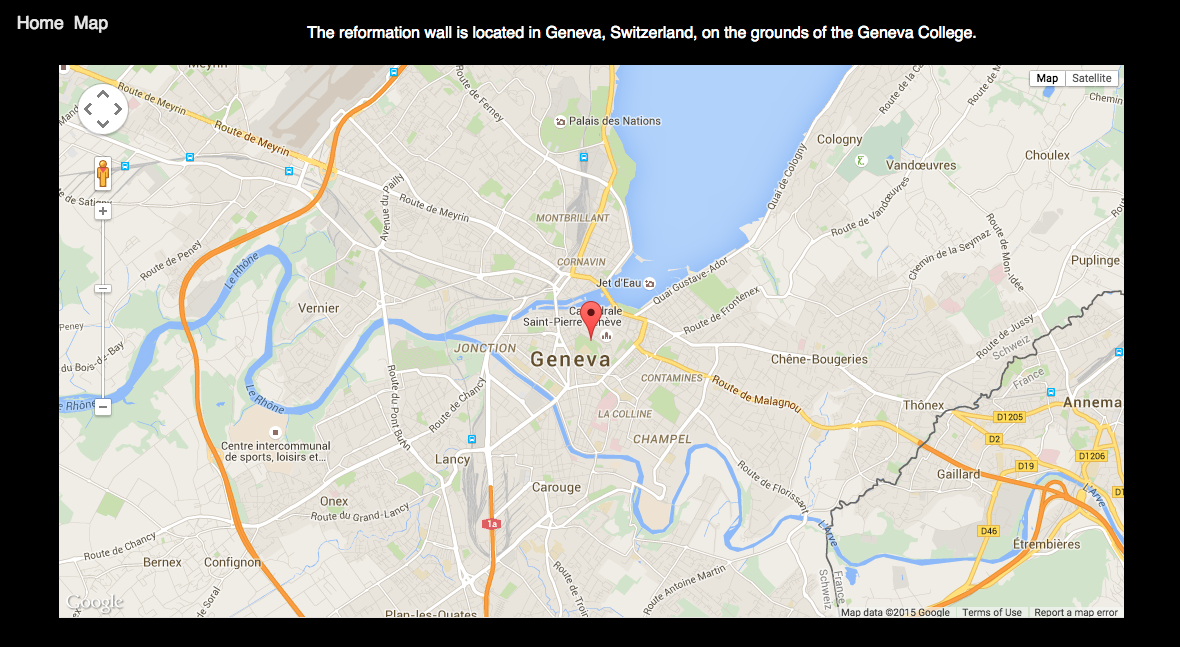 Home Map
The reformation wall is located in Geneva, Switzerland, on the grounds of the Geneva College.
Meyrin
Map Satellite
Route de Meyrin
Route de Meyrin
Route de Ferney
Palais des Nations
Cologny
Vandœuvres
Choulex
Chemin
Quai de Cologny
Route de Vandœuvres
Avenue du Pailly
Route de Meyrin
MONTBRILLANT
Route de Peney
Le Rhône
CORNAVIN
Chemin de la Seymaz
Route de Mon-idée
Puplinge
Jet d'Eau
Quai Gustave-Ador
Vernier
Saint-Pierre Genève
Route de Frontenex
Route de Jussy
Peney
du Bois-de-Bay
JONCTION
Geneva
Chêne-Bougeries
Schweiz
France
Route du Pont Butin
Route de Chancy
CONTAMINES
Route de Malagnou
Le Rhône
Le Rhône
LA COLLINE
Thônex
Annema
D1205
Centre intercommunal
de sports, loisirs et...
CHAMPEL
D2
D1206
Lancy
D19
Gaillard
Route de Florissant
Carouge
Onex
Route du Grand-Lancy
L'Arve
1a
L'Arve
D46
Étrembières
Route de Chancy
Bernex
Confignon
Route de Troinex
Route Antoine Martin
Schweiz
France
Google
Plan-les-Ouates
Map data ©2015 Google Terms of Use Report a map error